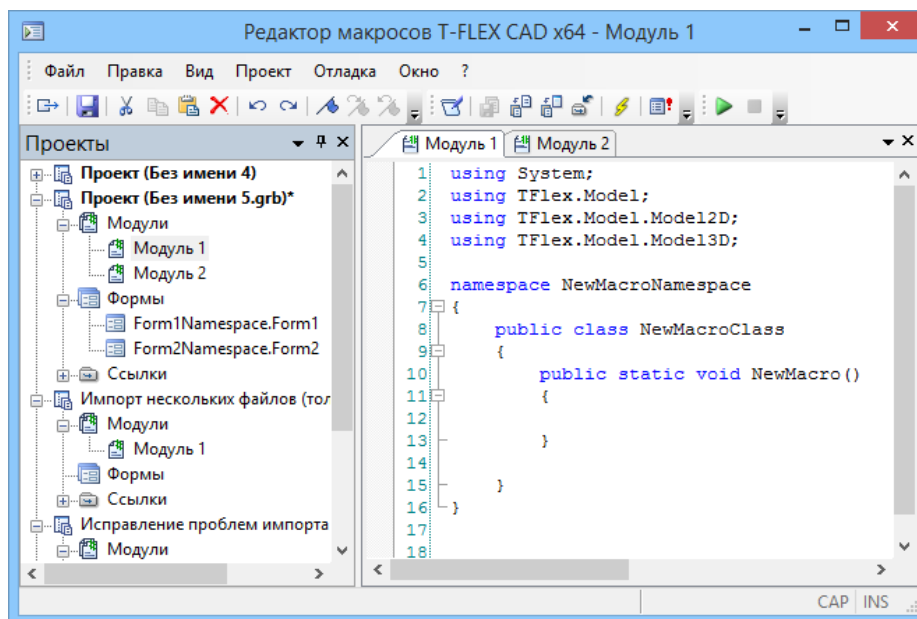 Редактор макросов T-FLEX CAD x64 - Модуль 1
Файл Правка Вид Проект Отладка Окно ?
Проекты
Проект (Без имени 4)
Проект (Без имени 5.grb)*
Модули
Модуль 1
Модуль 2
Формы
Form1Namespace.Form1
Form2Namespace.Form2
Ссылки
Импорт нескольких файлов (тол
Модули
Модуль 1
Формы
Ссылки
Исправление проблем импорта
Модули
Модуль 1 Модуль 2
1 using System;
2 using TFlex.Model;
3 using TFlex.Model.Model2D;
4 using TFlex.Model.Model3D;
5
6 namespace NewMacroNamespace
7 {
8 public class NewMacroClass
9 {
10 public static void NewMacro()
11 {
12
13 }
14
15 }
16 }
17
18
CAP INS